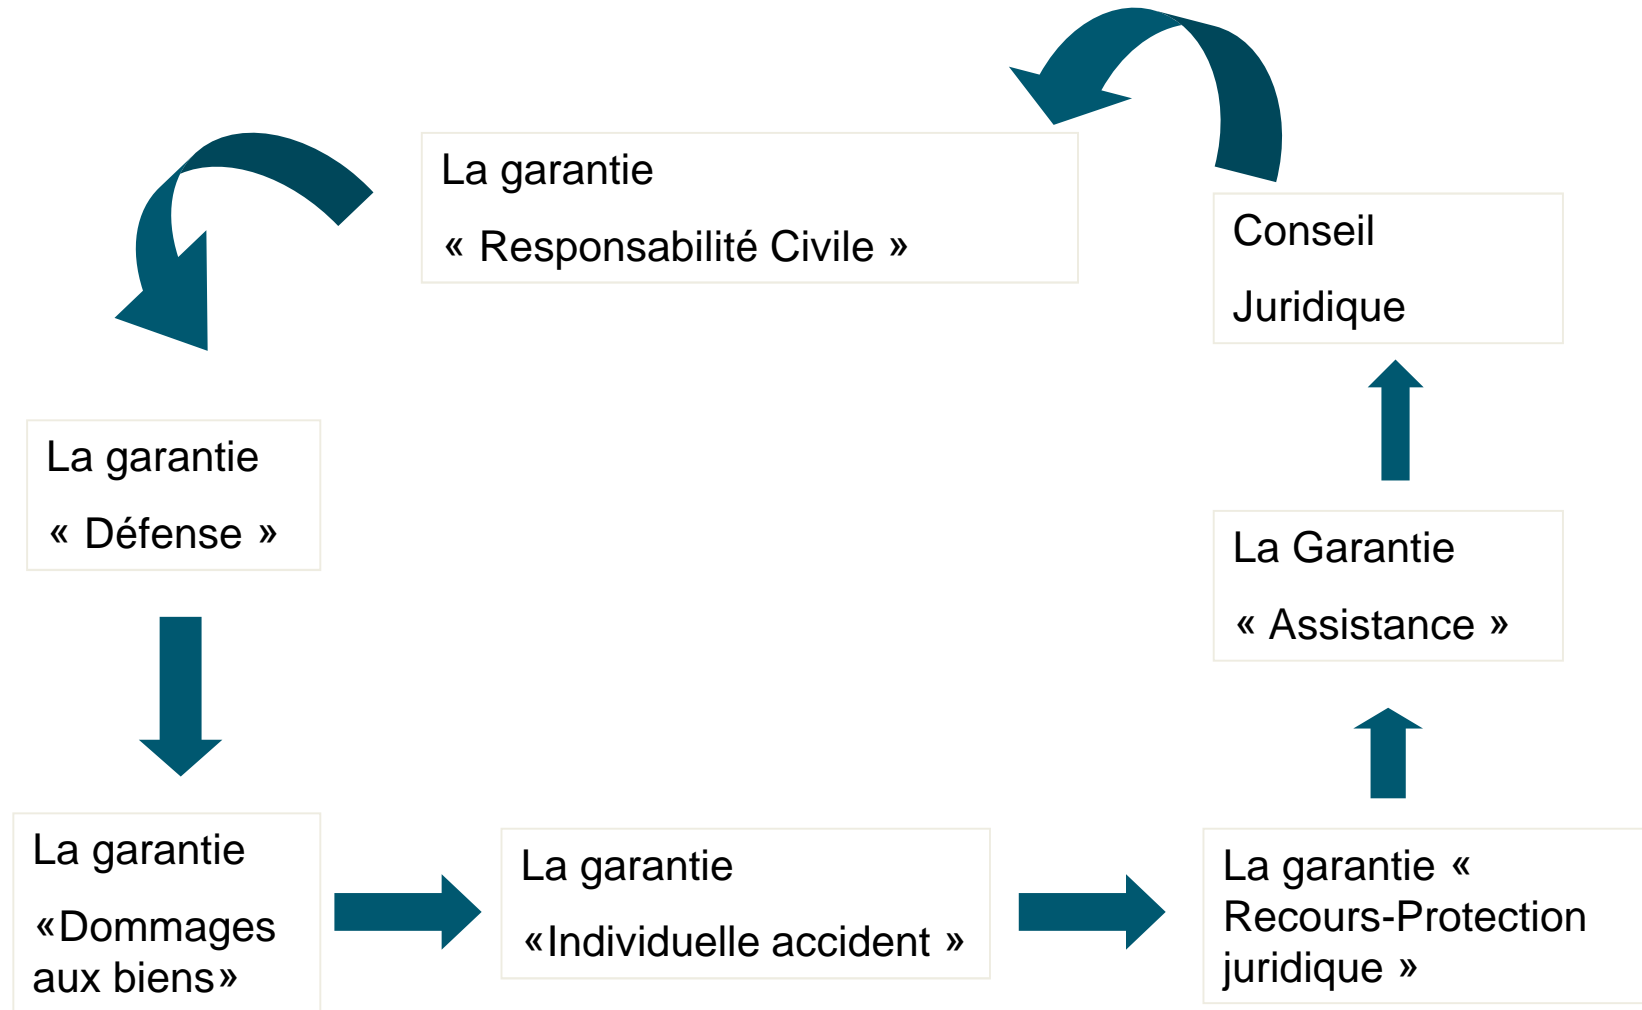 La garantie
« Responsabilité Civile »
Conseil
Juridique
La garantie
« Défense »
La Garantie
« Assistance »
La garantie
«Dommages
aux biens»
La garantie
«Individuelle accident »
La garantie «
Recours-Protection
juridique »